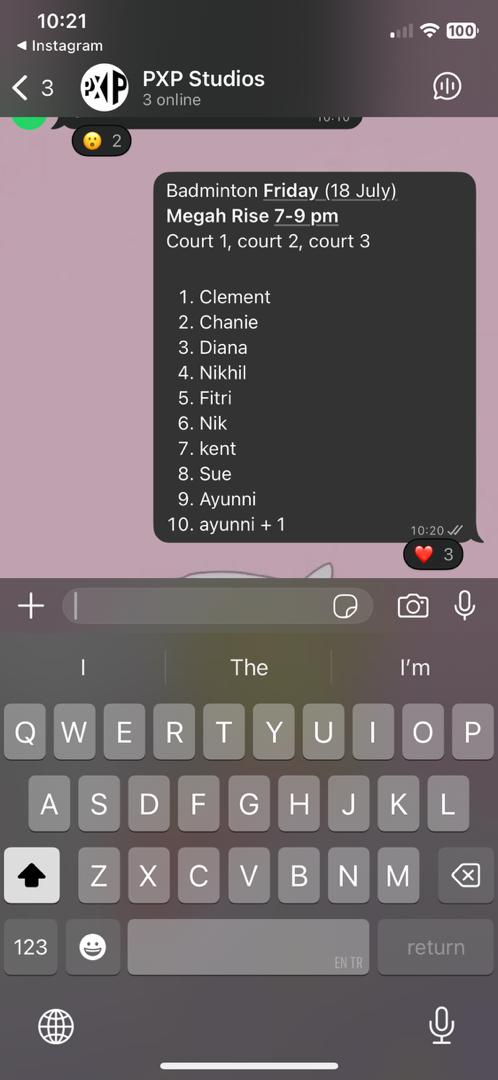 10:21
100
Instagram
3
PXP
PXP Studios
3 online
2
Badminton Friday (18 July)
Megah Rise 7-9 pm
Court 1, court 2, court 3
1. Clement
2. Chanie
3. Diana
4. Nikhil
5. Fitri
6. Nik
7. kent
8. Sue
9. Ayunni
10. ayunni + 1
10:20
3
I The I'm
Q W E R T Y U I O P
A S D F G H J K L
Z X C V B N M
123 EN TR return